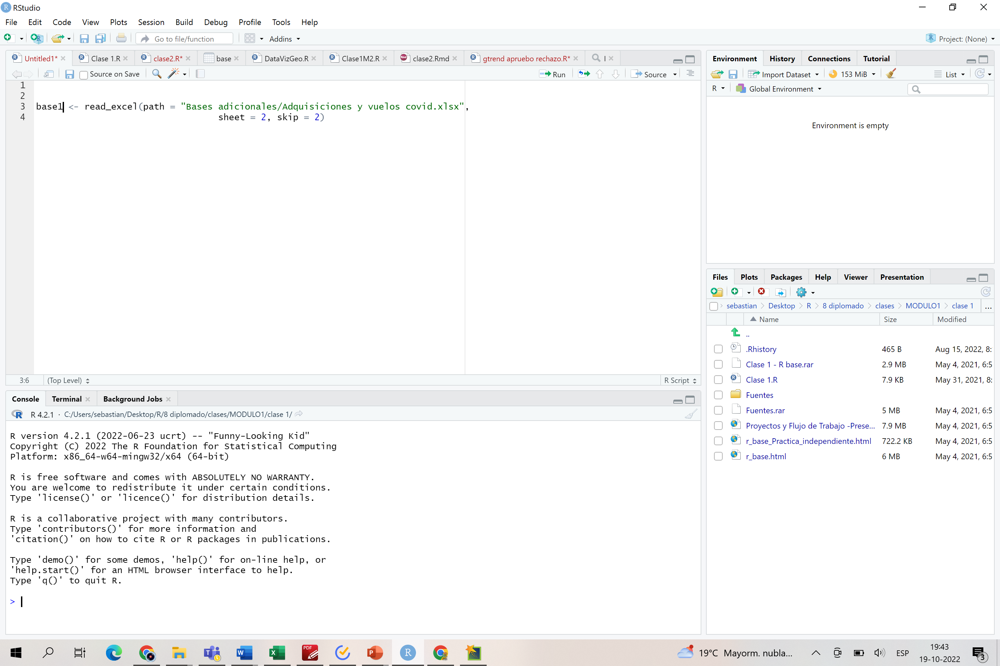 RStudio
File Edit Code View Plots Session Build Debug Profile Tools Help
Go to file/function Addins Project: (None)
Untitled1* Clase 1.R clase2.R* base DataVizGeo.R Clase1M2.R clase2.Rmd gtrend apruebo rechazo.R* I
Source on Save Run Source
1
2
3 base1 <- read_excel(path = "Bases adicionales/Adquisiciones y vuelos covid.xlsx",
4 sheet = 2, skip = 2)
3:6 (Top Level) R Script
Console Terminal Background Jobs
R 4.2.1 · C:/Users/sebastian/Desktop/R/8 diplomado/clases/MODULO1/clase 1/
R version 4.2.1 (2022-06-23 ucrt) -- "Funny-Looking Kid"
Copyright (C) 2022 The R Foundation for Statistical Computing
Platform: x86_64-w64-mingw32/x64 (64-bit)
R is free software and comes with ABSOLUTELY NO WARRANTY.
You are welcome to redistribute it under certain conditions.
Type 'license()' or 'licence()' for distribution details.
R is a collaborative project with many contributors.
Type 'contributors()' for more information and
'citation()' on how to cite R or R packages in publications.
Type 'demo()' for some demos, 'help()' for on-line help, or
'help.start()' for an HTML browser interface to help.
Type 'q()' to quit R.
>
Environment History Connections Tutorial
Import Dataset 153 MiB List
R Global Environment
Environment is empty
Files Plots Packages Help Viewer Presentation
sebastian Desktop R 8 diplomado clases MODULO1 clase 1 ...
Name Size Modified
..
.Rhistory 465 B Aug 15, 2022, 8:
Clase 1 - R base.rar 2.9 MB May 4, 2021, 6:5
Clase 1.R 7.9 KB May 31, 2021, 8:
Fuentes
Fuentes.rar 5 MB May 4, 2021, 6:5
Proyectos y Flujo de Trabajo -Prese... 7.9 MB May 4, 2021, 6:5
r_base_Practica_independiente.html 722.2 KB May 4, 2021, 6:5
r_base.html 6 MB May 4, 2021, 6:5
19°C Mayorm. nubla... ESP 19:43
19-10-2022 3